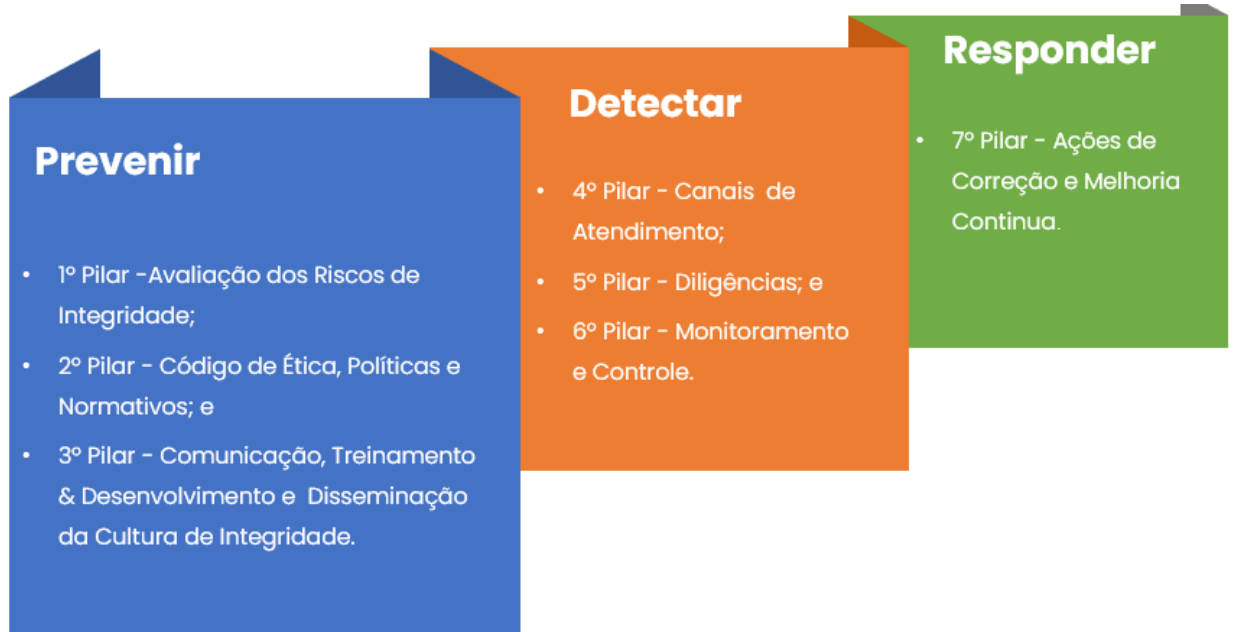 Prevenir
• 1º Pilar -Avaliação dos Riscos de
Integridade;
• 2º Pilar - Código de Ética, Políticas e
Normativos; e
• 3º Pilar - Comunicação, Treinamento
& Desenvolvimento e Disseminação
da Cultura de Integridade.
Detectar
• 4º Pilar - Canais de
Atendimento;
• 5º Pilar - Diligências; e
• 6º Pilar - Monitoramento
e Controle.
Responder
• 7º Pilar - Ações de
Correção e Melhoria
Continua.